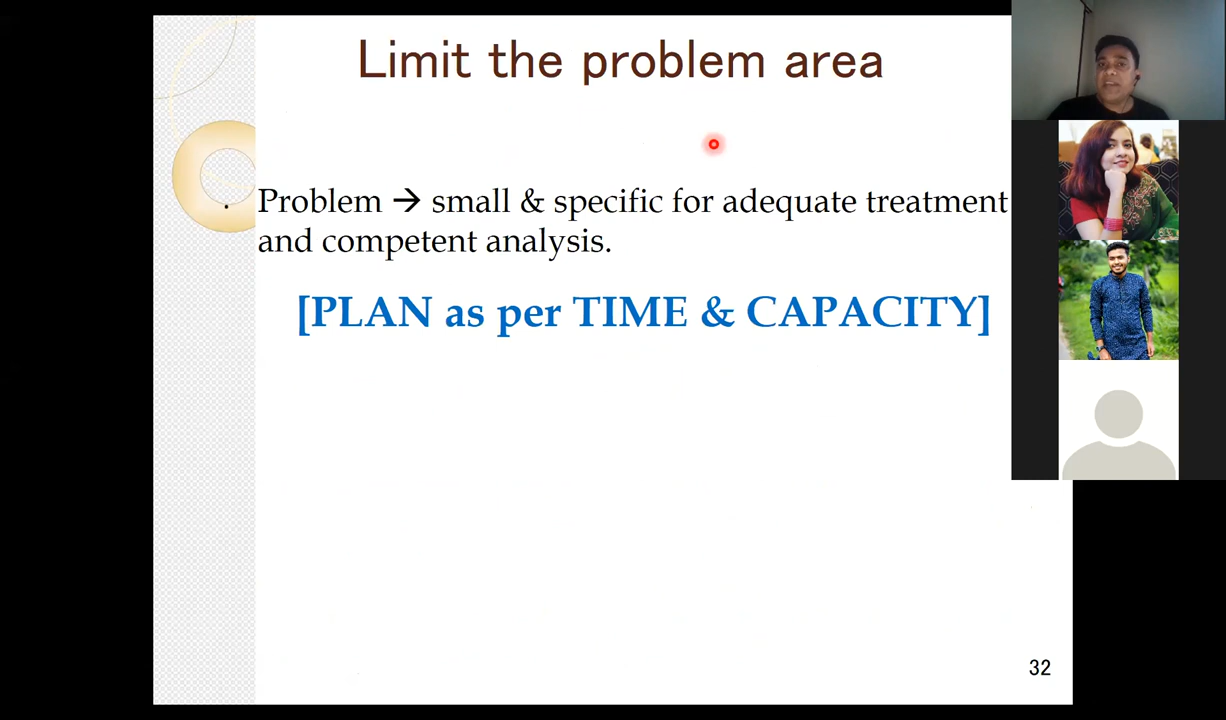 Limit the problem area
• Problem → small & specific for adequate treatment
and competent analysis.
[PLAN as per TIME & CAPACITY]
32